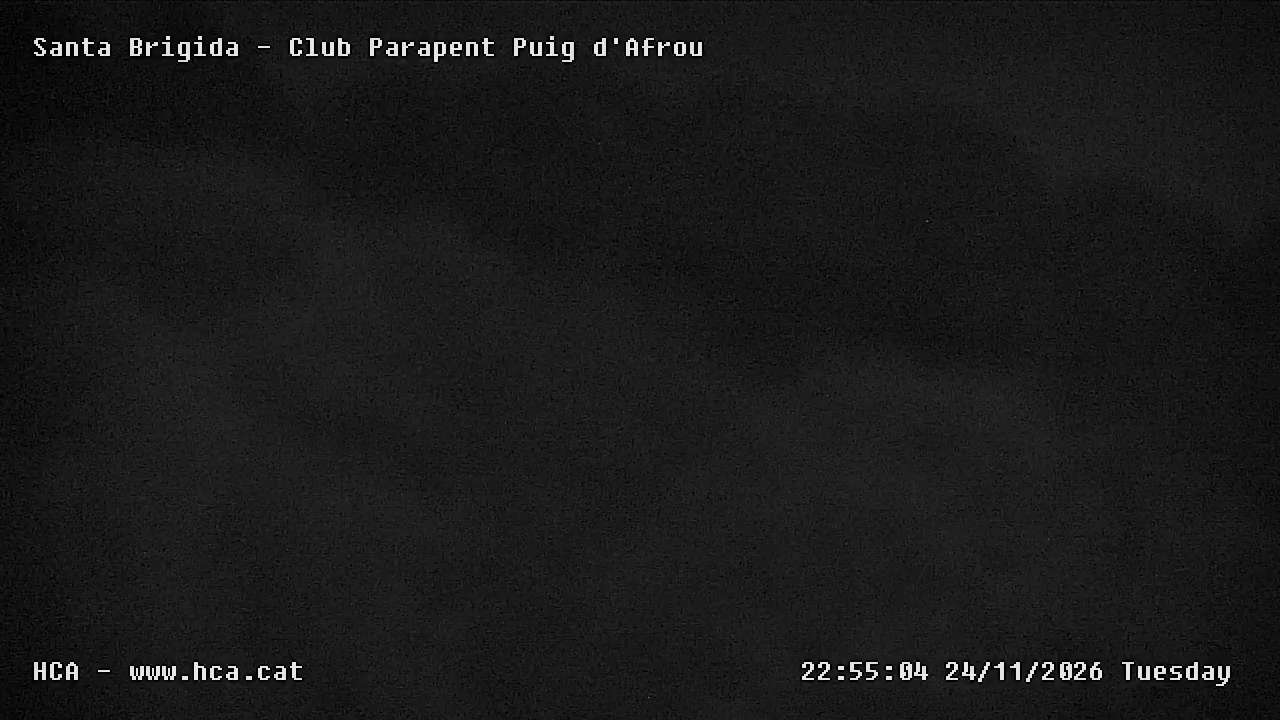 Santa Brigida - Club Parapent Puig d'Afrou
HCA - www.hca.cat
22:55:04 24/11/2026 Tuesday